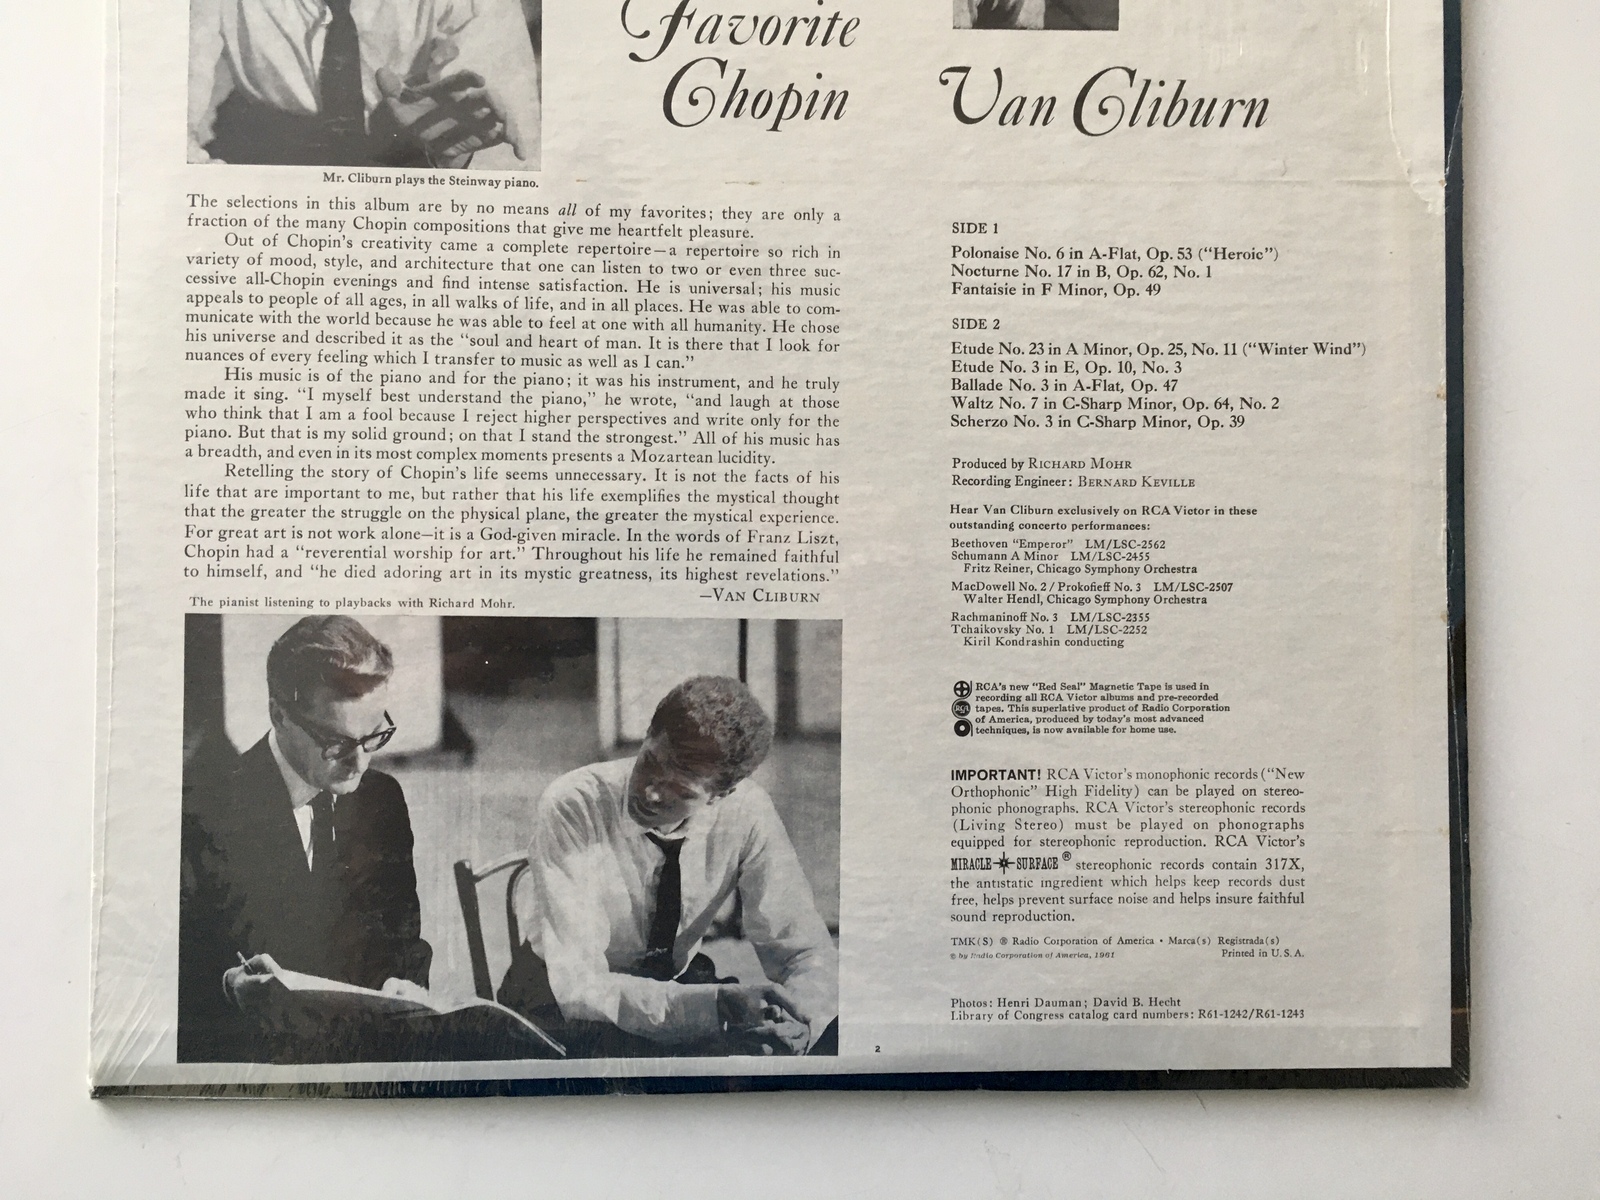 Favorite
Chopin
Van Cliburn
Mr. Cliburn plays the Steinway piano.
The selections in this album are by no means all of my favorites; they are only a
fraction of the many Chopin compositions that give me heartfelt pleasure.
Out of Chopin's creativity came a complete repertoire—a repertoire so rich in
variety of mood, style, and architecture that one can listen to two or even three suc-
cessive all-Chopin evenings and find intense satisfaction. He is universal; his music
appeals to people of all ages, in all walks of life, and in all places. He was able to com-
municate with the world because he was able to feel at one with all humanity. He chose
his universe and described it as the “soul and heart of man. It is there that I look for
nuances of every feeling which I transfer to music as well as I can.”
His music is of the piano and for the piano; it was his instrument, and he truly
made it sing. “I myself best understand the piano,” he wrote, “and laugh at those
who think that I am a fool because I reject higher perspectives and write only for the
piano. But that is my solid ground; on that I stand the strongest.” All of his music has
a breadth, and even in its most complex moments presents a Mozartean lucidity.
Retelling the story of Chopin's life seems unnecessary. It is not the facts of his
life that are important to me, but rather that his life exemplifies the mystical thought
that the greater the struggle on the physical plane, the greater the mystical experience.
For great art is not work alone—it is a God-given miracle. In the words of Franz Liszt,
Chopin had a “reverential worship for art.” Throughout his life he remained faithful
to himself, and “he died adoring art in its mystic greatness, its highest revelations.”
—VAN CLIBURN
The pianist listening to playbacks with Richard Mohr.
SIDE 1
Polonaise No. 6 in A-Flat, Op. 53 (“Heroic”)
Nocturne No. 17 in B, Op. 62, No. 1
Fantaisie in F Minor, Op. 49
SIDE 2
Etude No. 23 in A Minor, Op. 25, No. 11 (“Winter Wind”)
Etude No. 3 in E, Op. 10, No. 3
Ballade No. 3 in A-Flat, Op. 47
Waltz No. 7 in C-Sharp Minor, Op. 64, No. 2
Scherzo No. 3 in C-Sharp Minor, Op. 39
Produced by RICHARD MOHR
Recording Engineer: BERNARD KEVILLE
Hear Van Cliburn exclusively on RCA Victor in these
outstanding concerto performances:
Beethoven “Emperor” LM/LSC-2562
Schumann A Minor LM/LSC-2455
Fritz Reiner, Chicago Symphony Orchestra
MacDowell No. 2 / Prokofieff No. 3 LM/LSC-2507
Walter Hendl, Chicago Symphony Orchestra
Rachmaninoff No. 3 LM/LSC-2355
Tchaikovsky No. 1 LM/LSC-2252
Kiril Kondrashin conducting
RCA's new “Red Seal” Magnetic Tape is used in
recording all RCA Victor albums and pre-recorded
tapes. This superlative product of Radio Corporation
of America, produced by today's most advanced
techniques, is now available for home use.
IMPORTANT! RCA Victor's monophonic records (“New
Orthophonic” High Fidelity) can be played on stereo-
phonic phonographs. RCA Victor's stereophonic records
(Living Stereo) must be played on phonographs
equipped for stereophonic reproduction. RCA Victor's
MIRACLE SURFACE ® stereophonic records contain 317X,
the antistatic ingredient which helps keep records dust
free, helps prevent surface noise and helps insure faithful
sound reproduction.
TMK(S) ® Radio Corporation of America • Marca(s) Registrada(s)
© by Radio Corporation of America, 1961 Printed in U.S.A.
Photos: Henri Dauman; David B. Hecht
Library of Congress catalog card numbers: R61-1242/R61-1243
2